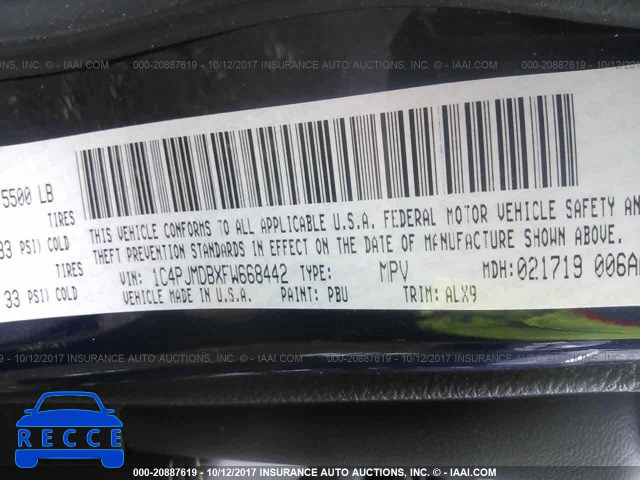 000-20887619 - 10/12/2017 INSURANCE AUTO AUCTIONS, INC. - © IAAI.COM
5500 LB
TIRES
33 PSI) COLD
TIRES
33 PSI) COLD
THIS VEHICLE CONFORMS TO ALL APPLICABLE U.S.A. FEDERAL MOTOR VEHICLE SAFETY AN
THEFT PREVENTION STANDARDS IN EFFECT ON THE DATE OF MANUFACTURE SHOWN ABOVE.
VIN: 1C4PJMDBXFW668442 TYPE: MPV MDH: 021719 006A
VEHICLE MADE IN U.S.A. PAINT: PBU TRIM: ALX9
000-20887619 - 10/12/2017 INSURANCE AUTO AUCTIONS, INC. - © IAAI.COM
RECCE
000-20887619 - 10/12/2017 INSURANCE AUTO AUCTIONS, INC. - © IAAI.COM